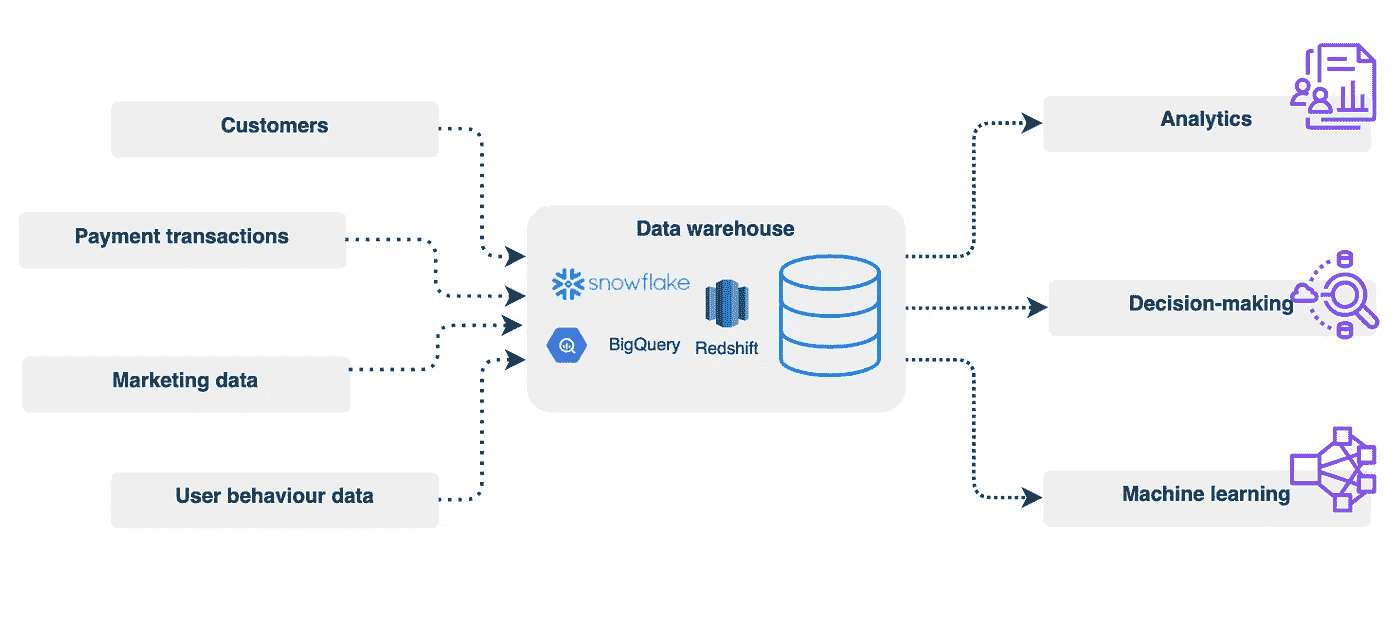 Customers
Payment transactions
Marketing data
User behaviour data
Data warehouse
snowflake
BigQuery
Redshift
Analytics
Decision-making
Machine learning